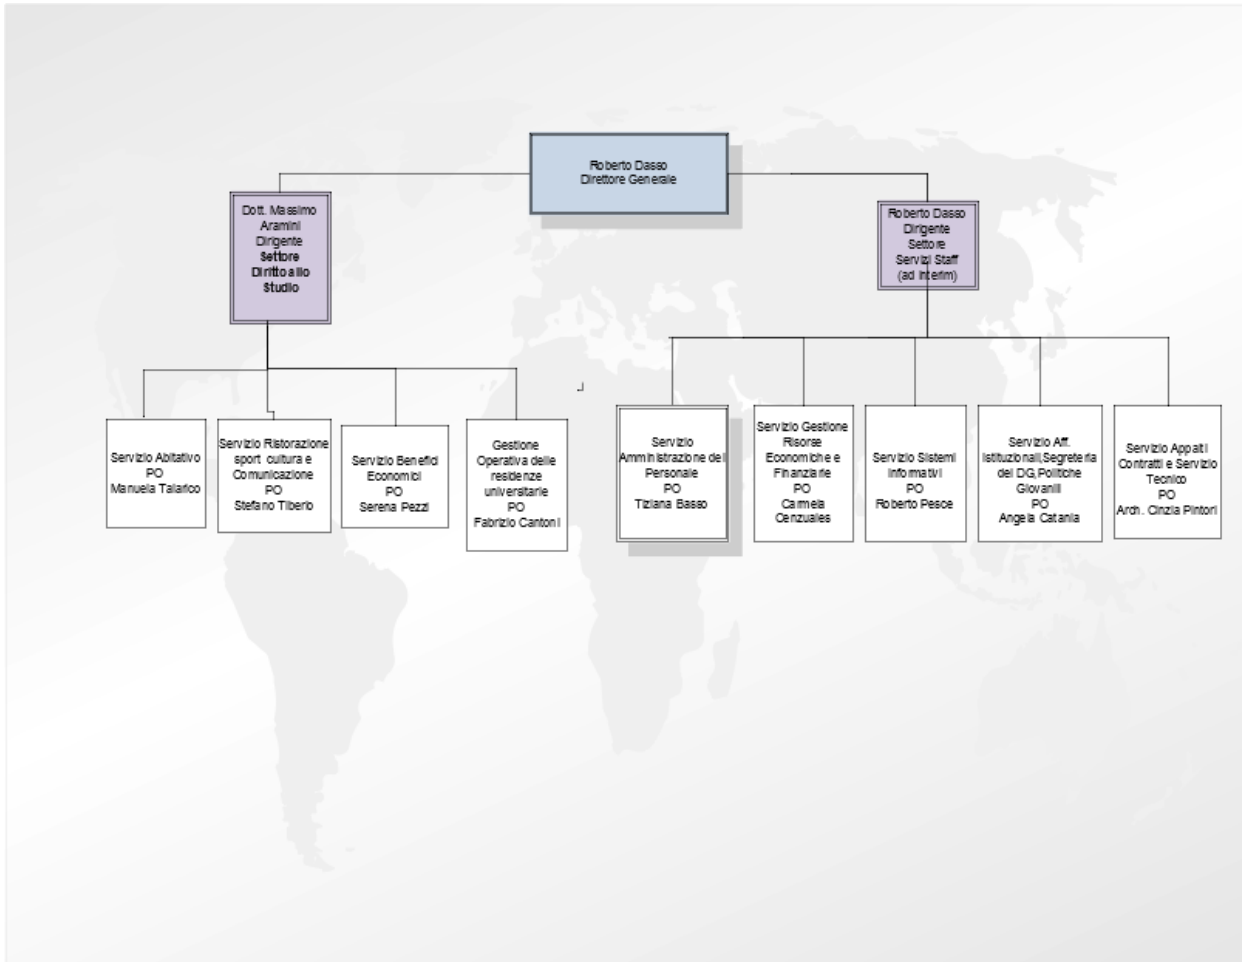 Roberto Dasso
Direttore Generale
Dott. Massimo
Aramini
Dirigente
Settore
Diritto allo
Studio
Roberto Dasso
Dirigente
Settore
Servizi Staff
(ad interim)
Servizio Abitativo
PO
Manuela Talarico
Servizio Ristorazione
sport cultura e
Comunicazione
PO
Stefano Tiberio
Servizio Benefici
Economici
PO
Serena Pezzi
Gestione
Operativa delle
residenze
universitarie
PO
Fabrizio Cantoni
Servizio
Amministrazione del
Personale
PO
Tiziana Basso
Servizio Gestione
Risorse
Economiche e
Finanziarie
PO
Carmela
Cenzuales
Servizio Sistemi
Informativi
PO
Roberto Pesce
Servizio Aff.
Istituzionali,Segreteria
del DG,Politiche
Giovanili
PO
Angela Catania
Servizio Appalti
Contratti e Servizio
Tecnico
PO
Arch. Cinzia Pintori